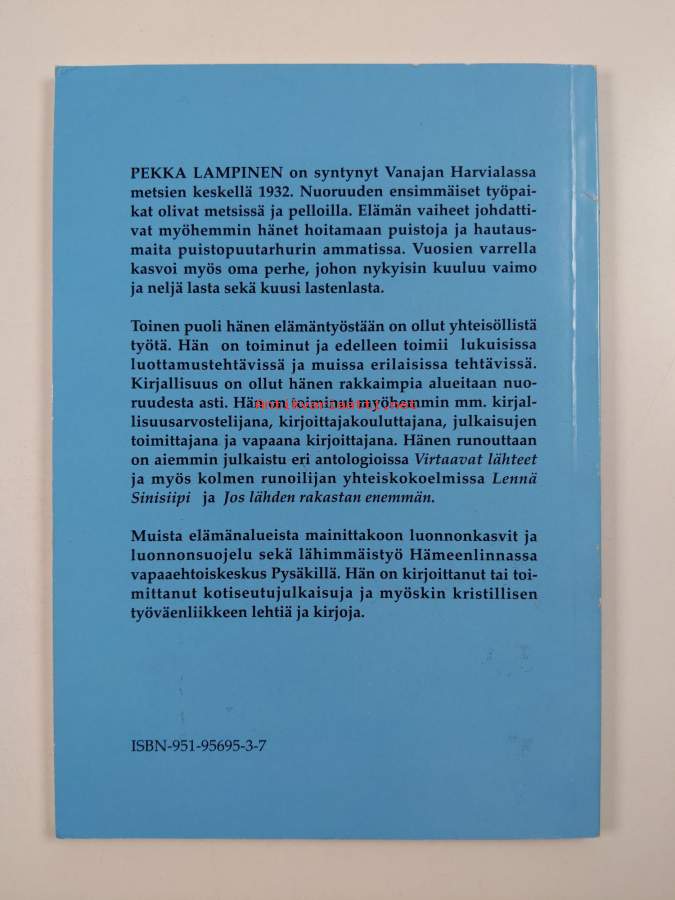 PEKKA LAMPINEN on syntynyt Vanajan Harvialassa
metsien keskellä 1932. Nuoruuden ensimmäiset työpai-
kat olivat metsissä ja pelloilla. Elämän vaiheet johdatti-
vat myöhemmin hänet hoitamaan puistoja ja hautaus-
maita puistopuutarhurin ammatissa. Vuosien varrella
kasvoi myös oma perhe, johon nykyisin kuuluu vaimo
ja neljä lasta sekä kuusi lastenlasta.
Toinen puoli hänen elämäntyöstään on ollut yhteisöllistä
työtä. Hän on toiminut ja edelleen toimii lukuisissa
luottamustehtävissä ja muissa erilaisissa tehtävissä.
Kirjallisuus on ollut hänen rakkaimpia alueitaan nuo-
ruudesta asti. Hän on toiminut myöhemmin mm. kirjal-
lisuusarvostelijana, kirjoittajakouluttajana, julkaisujen
toimittajana ja vapaana kirjoittajana. Hänen runouttaan
on aiemmin julkaistu eri antologioissa Virtaavat lähteet
ja myös kolmen runoilijan yhteiskokoelmissa Lennä
Sinisiipi ja Jos lähden rakastan enemmän.
Muista elämänalueista mainittakoon luonnonkasvit ja
luonnonsuojelu sekä lähimmäistyö Hämeenlinnassa
vapaaehtoiskeskus Pysäkillä. Hän on kirjoittanut tai toi-
mittanut kotiseutujulkaisuja ja myöskin kristillisen
työväenliikkeen lehtiä ja kirjoja.
ISBN-951-95695-3-7